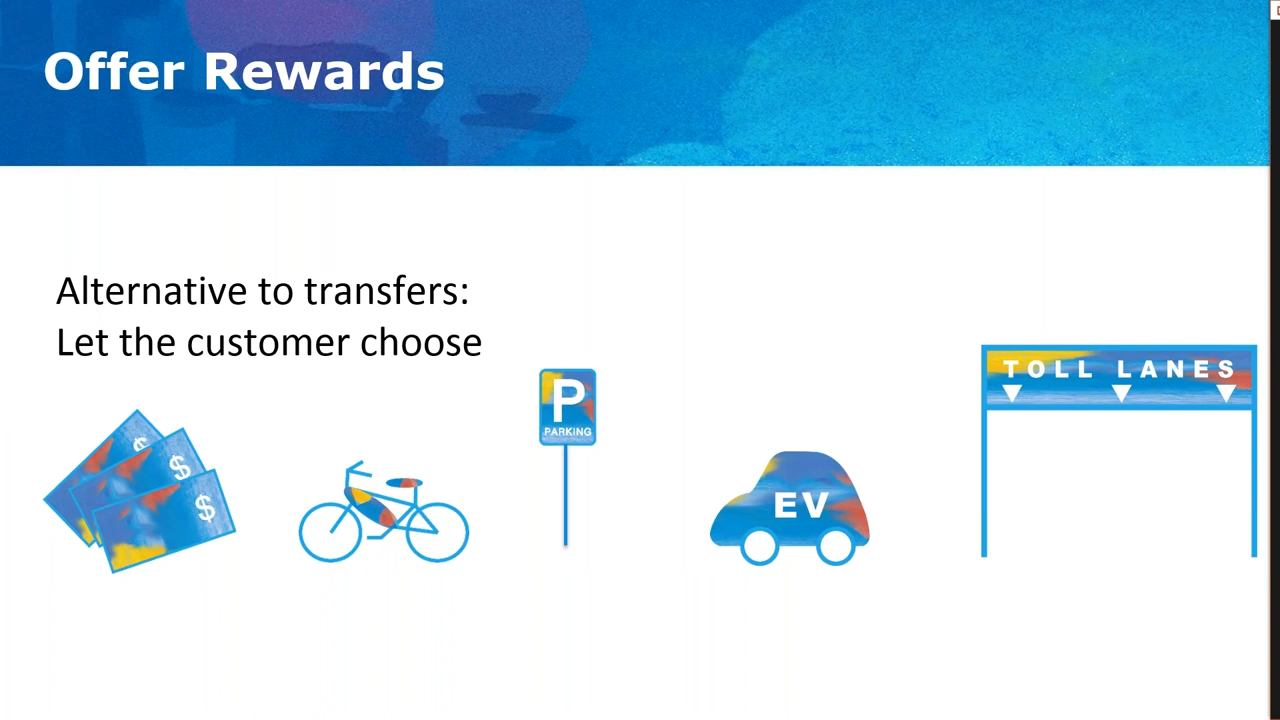 Offer Rewards
Alternative to transfers:
Let the customer choose
$
$
$
P
PARKING
EV
TOLL LANES